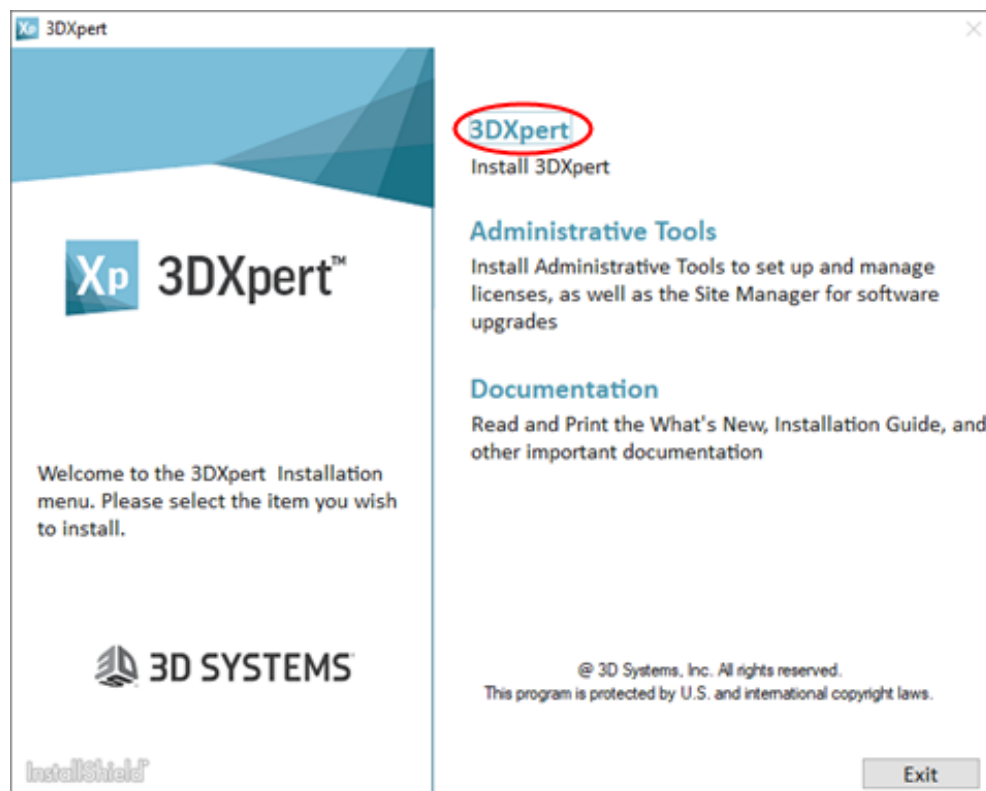 Xp 3DXpert
3DXpert
Install 3DXpert
Administrative Tools
Install Administrative Tools to set up and manage
licenses, as well as the Site Manager for software
upgrades
Documentation
Read and Print the What's New, Installation Guide, and
other important documentation
Xp 3DXpert™
Welcome to the 3DXpert Installation
menu. Please select the item you wish
to install.
3D SYSTEMS
@ 3D Systems, Inc. All rights reserved.
This program is protected by U.S. and international copyright laws.
InstallShield
Exit